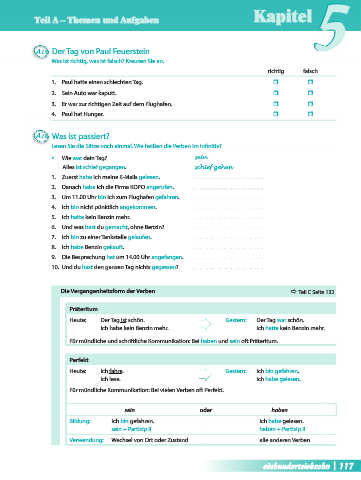 Teil A – Themen und Aufgaben
Kapitel 5
A18 Der Tag von Paul Feuerstein
Was ist richtig, was ist falsch? Kreuzen Sie an.
richtig falsch
1. Paul hatte einen schlechten Tag.
2. Sein Auto war kaputt.
3. Er war zur richtigen Zeit auf dem Flughafen.
4. Paul hat Hunger.
Was ist passiert?
Lesen Sie die Sätze noch einmal. Wie heißen die Verben im Infinitiv?
Wie war dein Tag? sein
Alles ist schief gegangen. schief gehen
1. Zuerst habe ich meine E-Mails gelesen.
2. Danach habe ich die Firma KOPO angerufen.
3. Um 11.00 Uhr bin ich zum Flughafen gefahren.
4. Ich bin nicht pünktlich angekommen.
5. Ich hatte kein Benzin mehr.
6. Und was hast du gemacht, ohne Benzin?
7. Ich bin zu einer Tankstelle gelaufen.
8. Ich habe Benzin gekauft.
9. Die Besprechung hat um 14.00 Uhr angefangen.
10. Und du hast den ganzen Tag nichts gegessen?
Die Vergangenheitsform der Verben
⇨ Teil C Seite 133
Präteritum
Heute: Der Tag ist schön. Gestern: Der Tag war schön.
Ich habe kein Benzin mehr. Ich hatte kein Benzin mehr.
Für mündliche und schriftliche Kommunikation: Bei haben und sein oft Präteritum.
Perfekt
Heute: Ich fahre. Gestern: Ich bin gefahren.
Ich lese. Ich habe gelesen.
Für mündliche Kommunikation: Bei vielen Verben oft Perfekt.
sein oder haben
Bildung: Ich bin gefahren. Ich habe gelesen.
sein + Partizip II haben + Partizip II
Verwendung: Wechsel von Ort oder Zustand alle anderen Verben
einhundertsiebzehn | 117